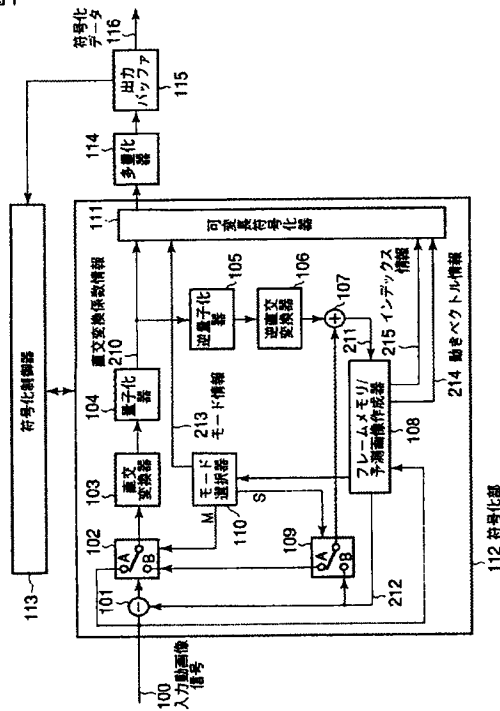 符号化制御器
113
符号化
データ
116
出力
バッファ
115
114
多重化
器
111
可変長符号化器
直交変換係数情報
210
104
量子化
器
103
直交
変換器
102
A
B
101
−
100
入力動画像
信号
105
逆量子化
器
106
逆直交
変換器
107
+
211
213
モード情報
モード
選択器
110
M
S
109
A
B
フレームメモリ/
予測画像作成器
108
212
215 インデックス
情報
214 動きベクトル情報
112 符号化部